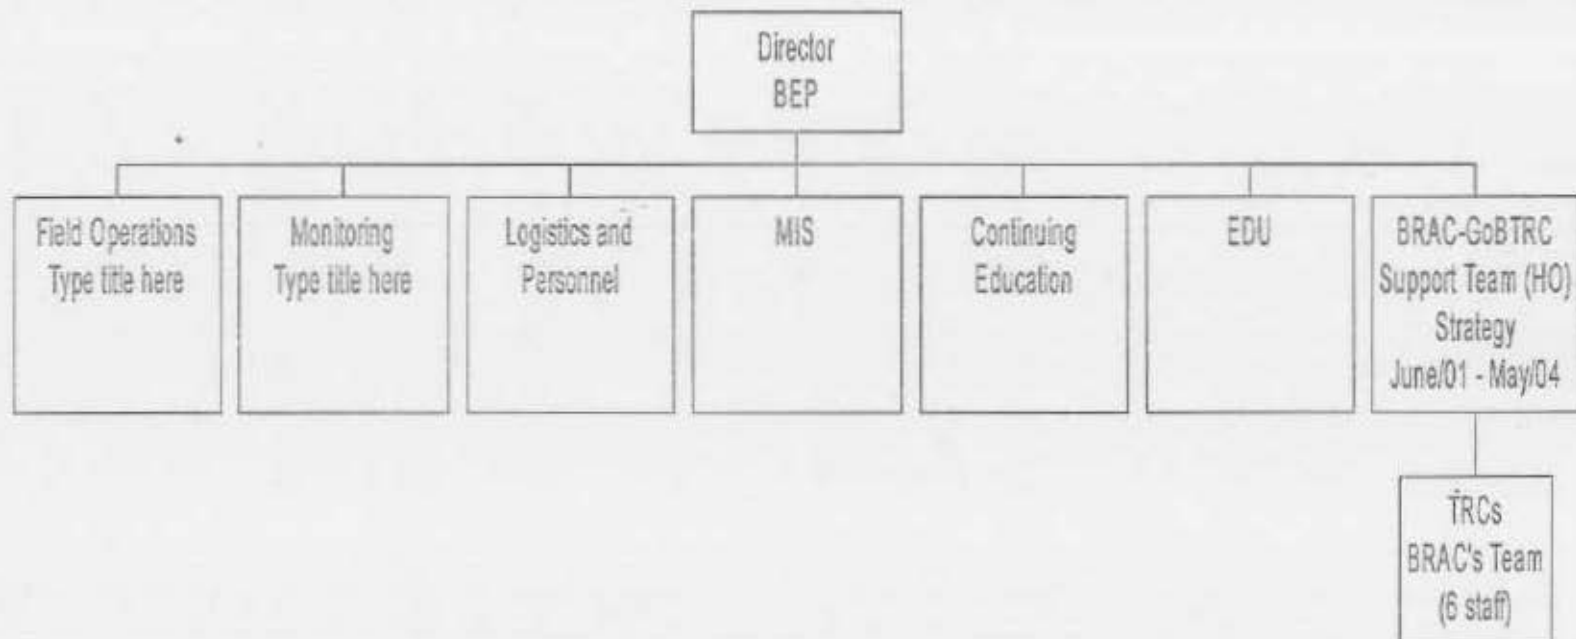 Director
BEP
Field Operations
Type title here
Monitoring
Type title here
Logistics and
Personnel
MIS
Continuing
Education
EDU
BRAC-GoBTRC
Support Team (HO)
Strategy
June/01 - May/04
TRCs
BRAC's Team
(6 staff)